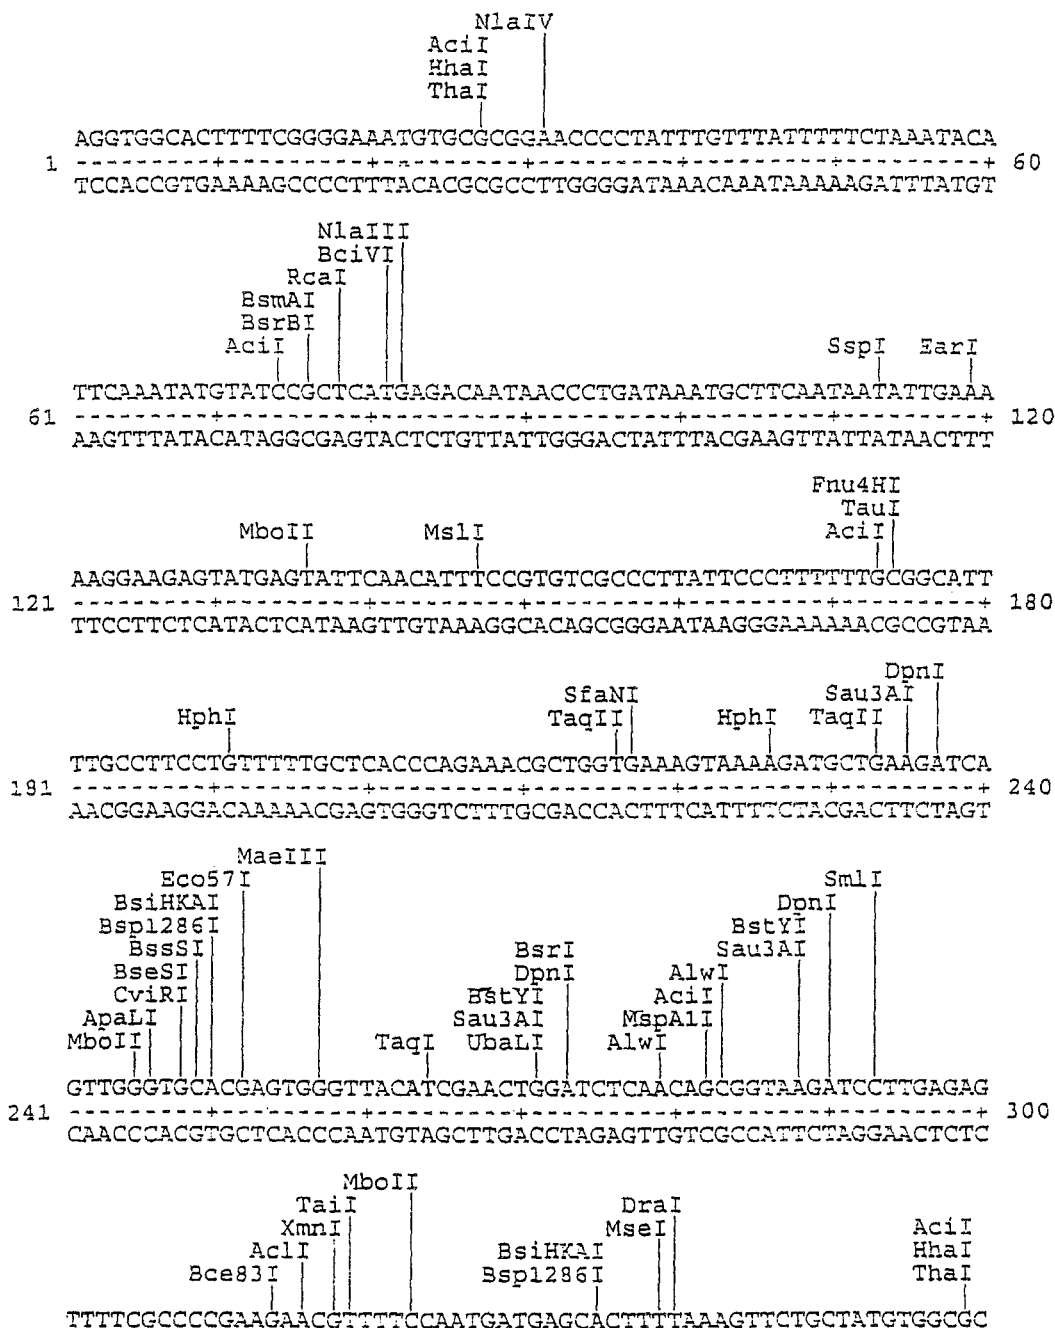 NlaIV
AciI
HhaI
ThaI
AGGTGGCACTTTTCGGGGAAATGTGCGCGGAACCCCTATTTGTTTATTTTTCTAAATACA
1 ---------+---------+---------+---------+---------+---------+ 60
TCCACCGTGAAAAGCCCCTTTACACGCGCCTTGGGGATAAACAAATAAAAAGATTTATGT
NlaIII
BciVI
RcaI
BsmAI
BsrBI
AciI SspI EarI
TTCAAATATGTATCCGCTCATGAGACAATAACCCTGATAAATGCTTCAATAATATTGAAA
61 ---------+---------+---------+---------+---------+---------+ 120
AAGTTTATACATAGGCGAGTACTCTGTTATTGGGACTATTTACGAAGTTATTATAACTTT
Fnu4HI
TauI
MboII MslI AciI
AAGGAAGAGTATGAGTATTCAACATTTCCGTGTCGCCCTTATTCCCTTTTTTGCGGCATT
121 ---------+---------+---------+---------+---------+---------+ 180
TTCCTTCTCATACTCATAAGTTGTAAAGGCACAGCGGGAATAAGGGAAAAAACGCCGTAA
DpnI
SfaNI Sau3AI
HphI TaqII HphI TaqII
TTGCCTTCCTGTTTTTGCTCACCCAGAAACGCTGGTGAAAGTAAAAGATGCTGAAGATCA
181 ---------+---------+---------+---------+---------+---------+ 240
AACGGAAGGACAAAAACGAGTGGGTCTTTGCGACCACTTTCATTTTCTACGACTTCTAGT
MaeIII
Eco57I SmlI
BsiHKAI DpnI
Bsp1286I BstYI
BssSI BsrI Sau3AI
BseSI DpnI AlwI
CviRI BstYI AciI
ApaLI Sau3AI MspA1I
MboII TaqI UbaLI AlwI
GTTGGGTGCACGAGTGGGTTACATCGAACTGGATCTCAACAGCGGTAAGATCCTTGAGAG
241 ---------+---------+---------+---------+---------+---------+ 300
CAACCCACGTGCTCACCCAATGTAGCTTGACCTAGAGTTGTCGCCATTCTAGGAACTCTC
MboII
TaiI DraI
XmnI MseI AciI
AclI BsiHKAI HhaI
Bce83I Bsp1286I ThaI
TTTTCGCCCCGAAGAACGTTTTCCAATGATGAGCACTTTTAAAGTTCTGCTATGTGGCGC